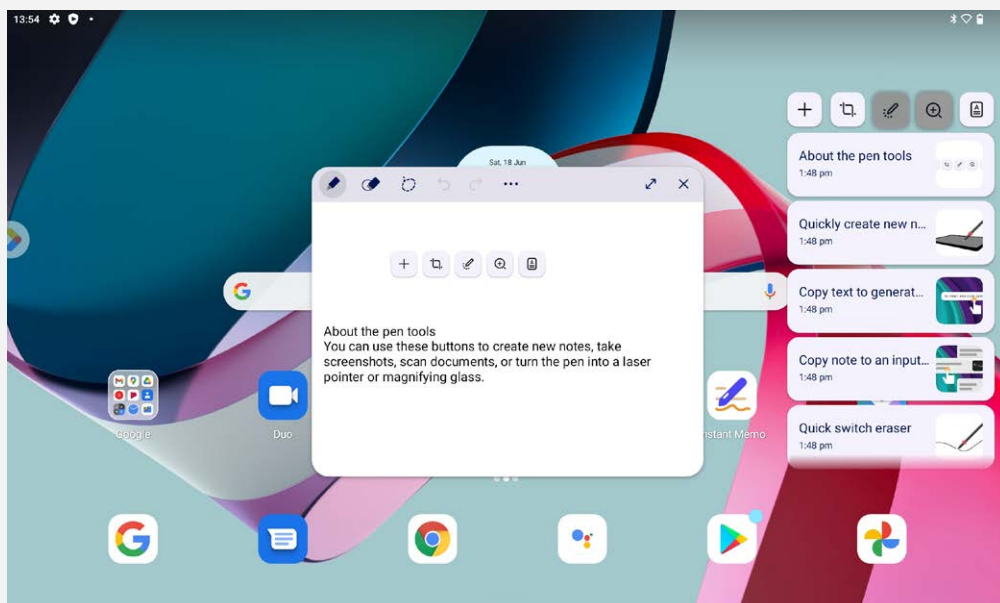 13:54
Sat, 18 Jun
About the pen tools
You can use these buttons to create new notes, take
screenshots, scan documents, or turn the pen into a laser
pointer or magnifying glass.
About the pen tools
1:48 pm
Quickly create new n...
1:48 pm
Copy text to generat...
1:48 pm
Copy note to an input...
1:48 pm
Quick switch eraser
1:48 pm
Google
Duo
nstant Memo